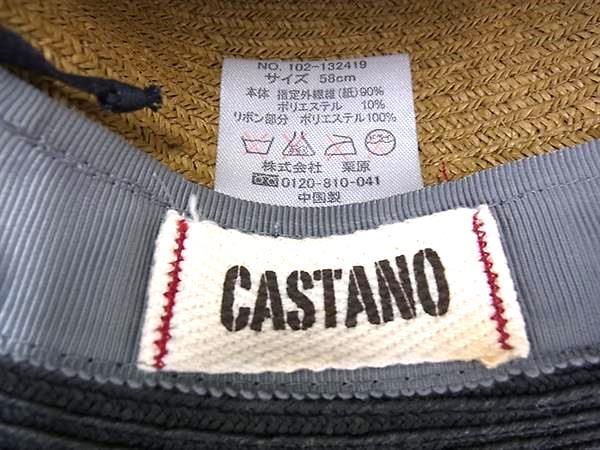 NO. 102-132419
サイズ 58cm
本体 指定外繊維(紙)90%
ポリエステル 10%
リボン部分 ポリエステル100%
株式会社 栗原
0120-810-041
中国製
CASTANO